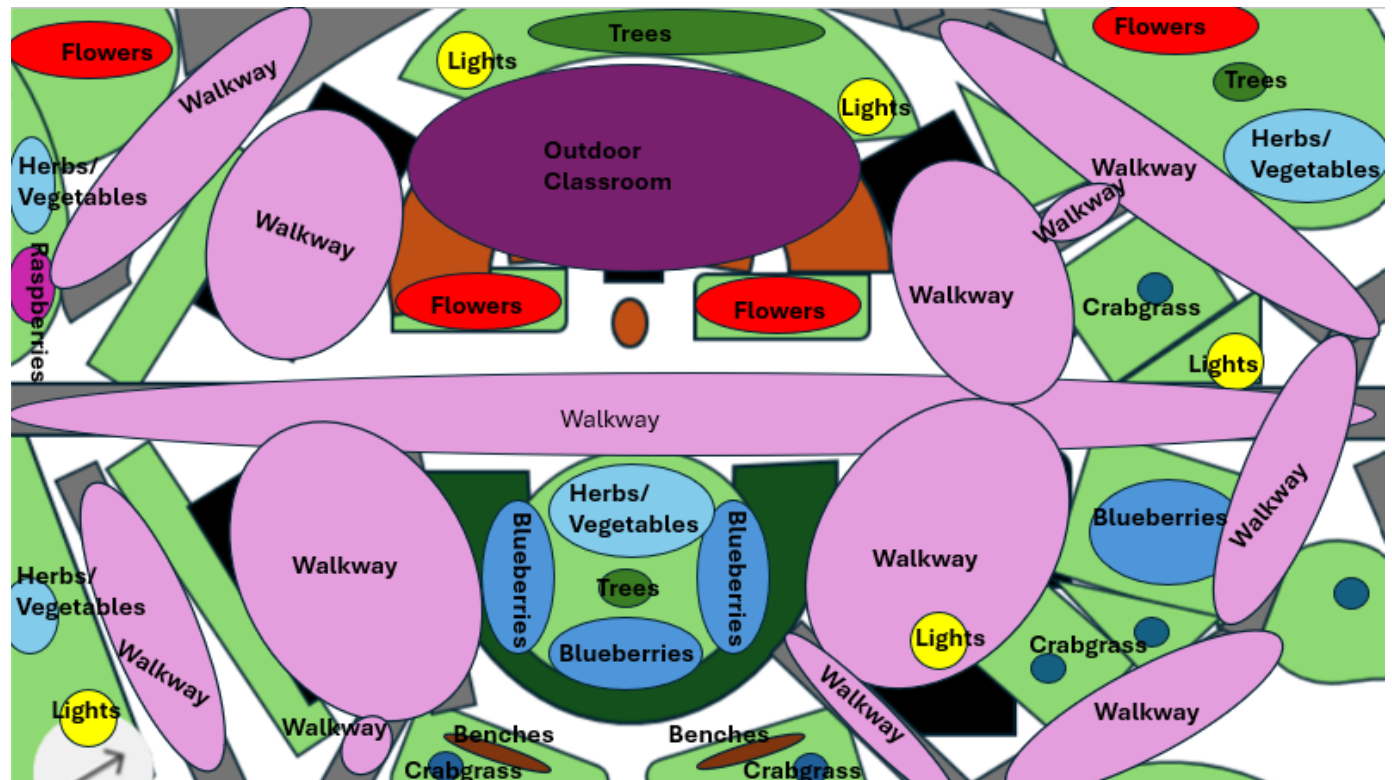 Flowers
Trees
Flowers
Lights
Walkway
Trees
Lights
Outdoor
Classroom
Herbs/
Vegetables
Herbs/
Vegetables
Walkway
Walkway
Walkway
Raspberries
Flowers
Flowers
Walkway
Crabgrass
Lights
Walkway
Herbs/
Vegetables
Blueberries
Blueberries
Blueberries
Walkway
Walkway
Walkway
Trees
Herbs/
Vegetables
Blueberries
Lights
Crabgrass
Walkway
Lights
Walkway
Walkway
Walkway
Benches
Benches
Crabgrass
Crabgrass